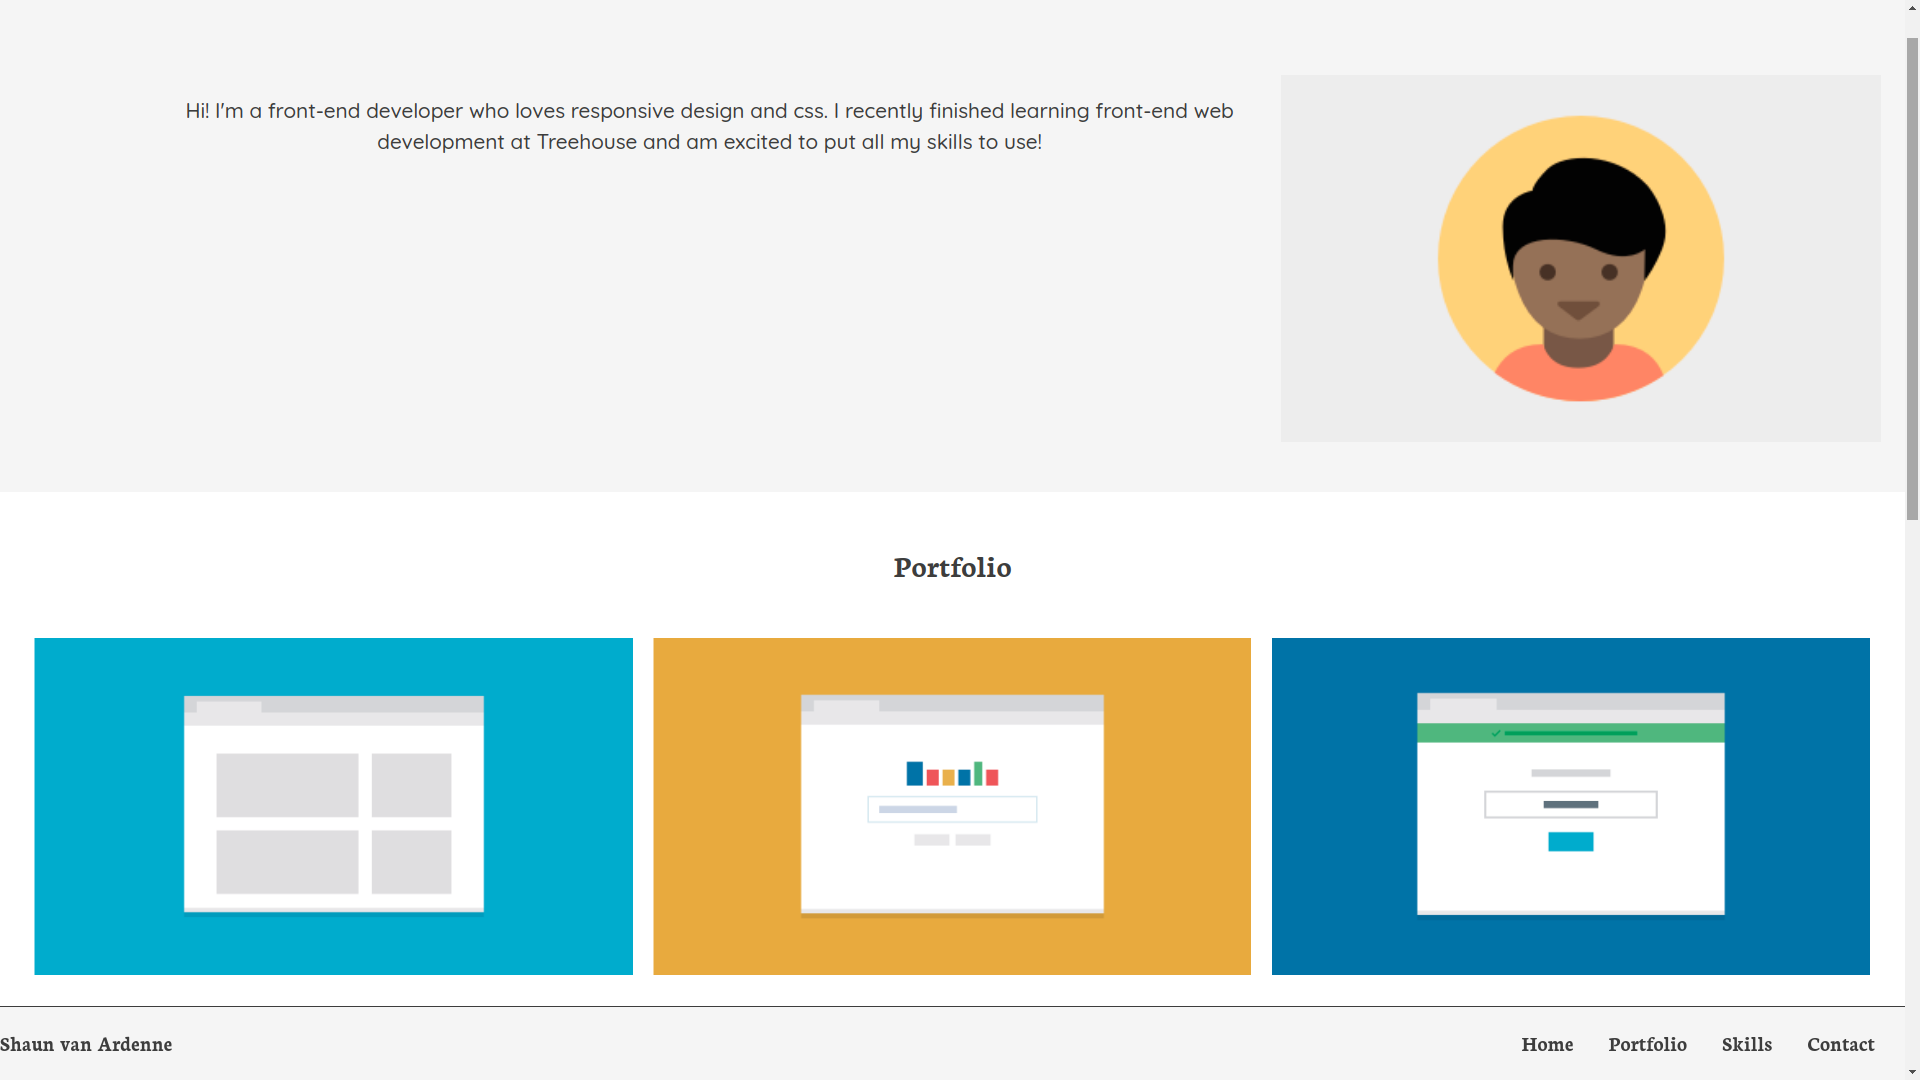 Hi! I'm a front-end developer who loves responsive design and css. I recently finished learning front-end web
development at Treehouse and am excited to put all my skills to use!
Portfolio
Shaun van Ardenne
Home
Portfolio
Skills
Contact